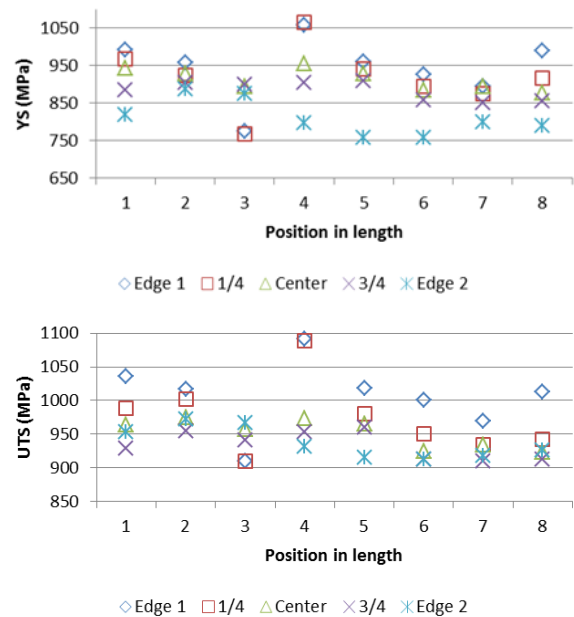 1050
950
850
750
650
YS (MPa)
1 2 3 4 5 6 7 8
Position in length
Edge 1 1/4 Center 3/4 Edge 2
1100
1050
1000
950
900
850
UTS (MPa)
1 2 3 4 5 6 7 8
Position in length
Edge 1 1/4 Center 3/4 Edge 2